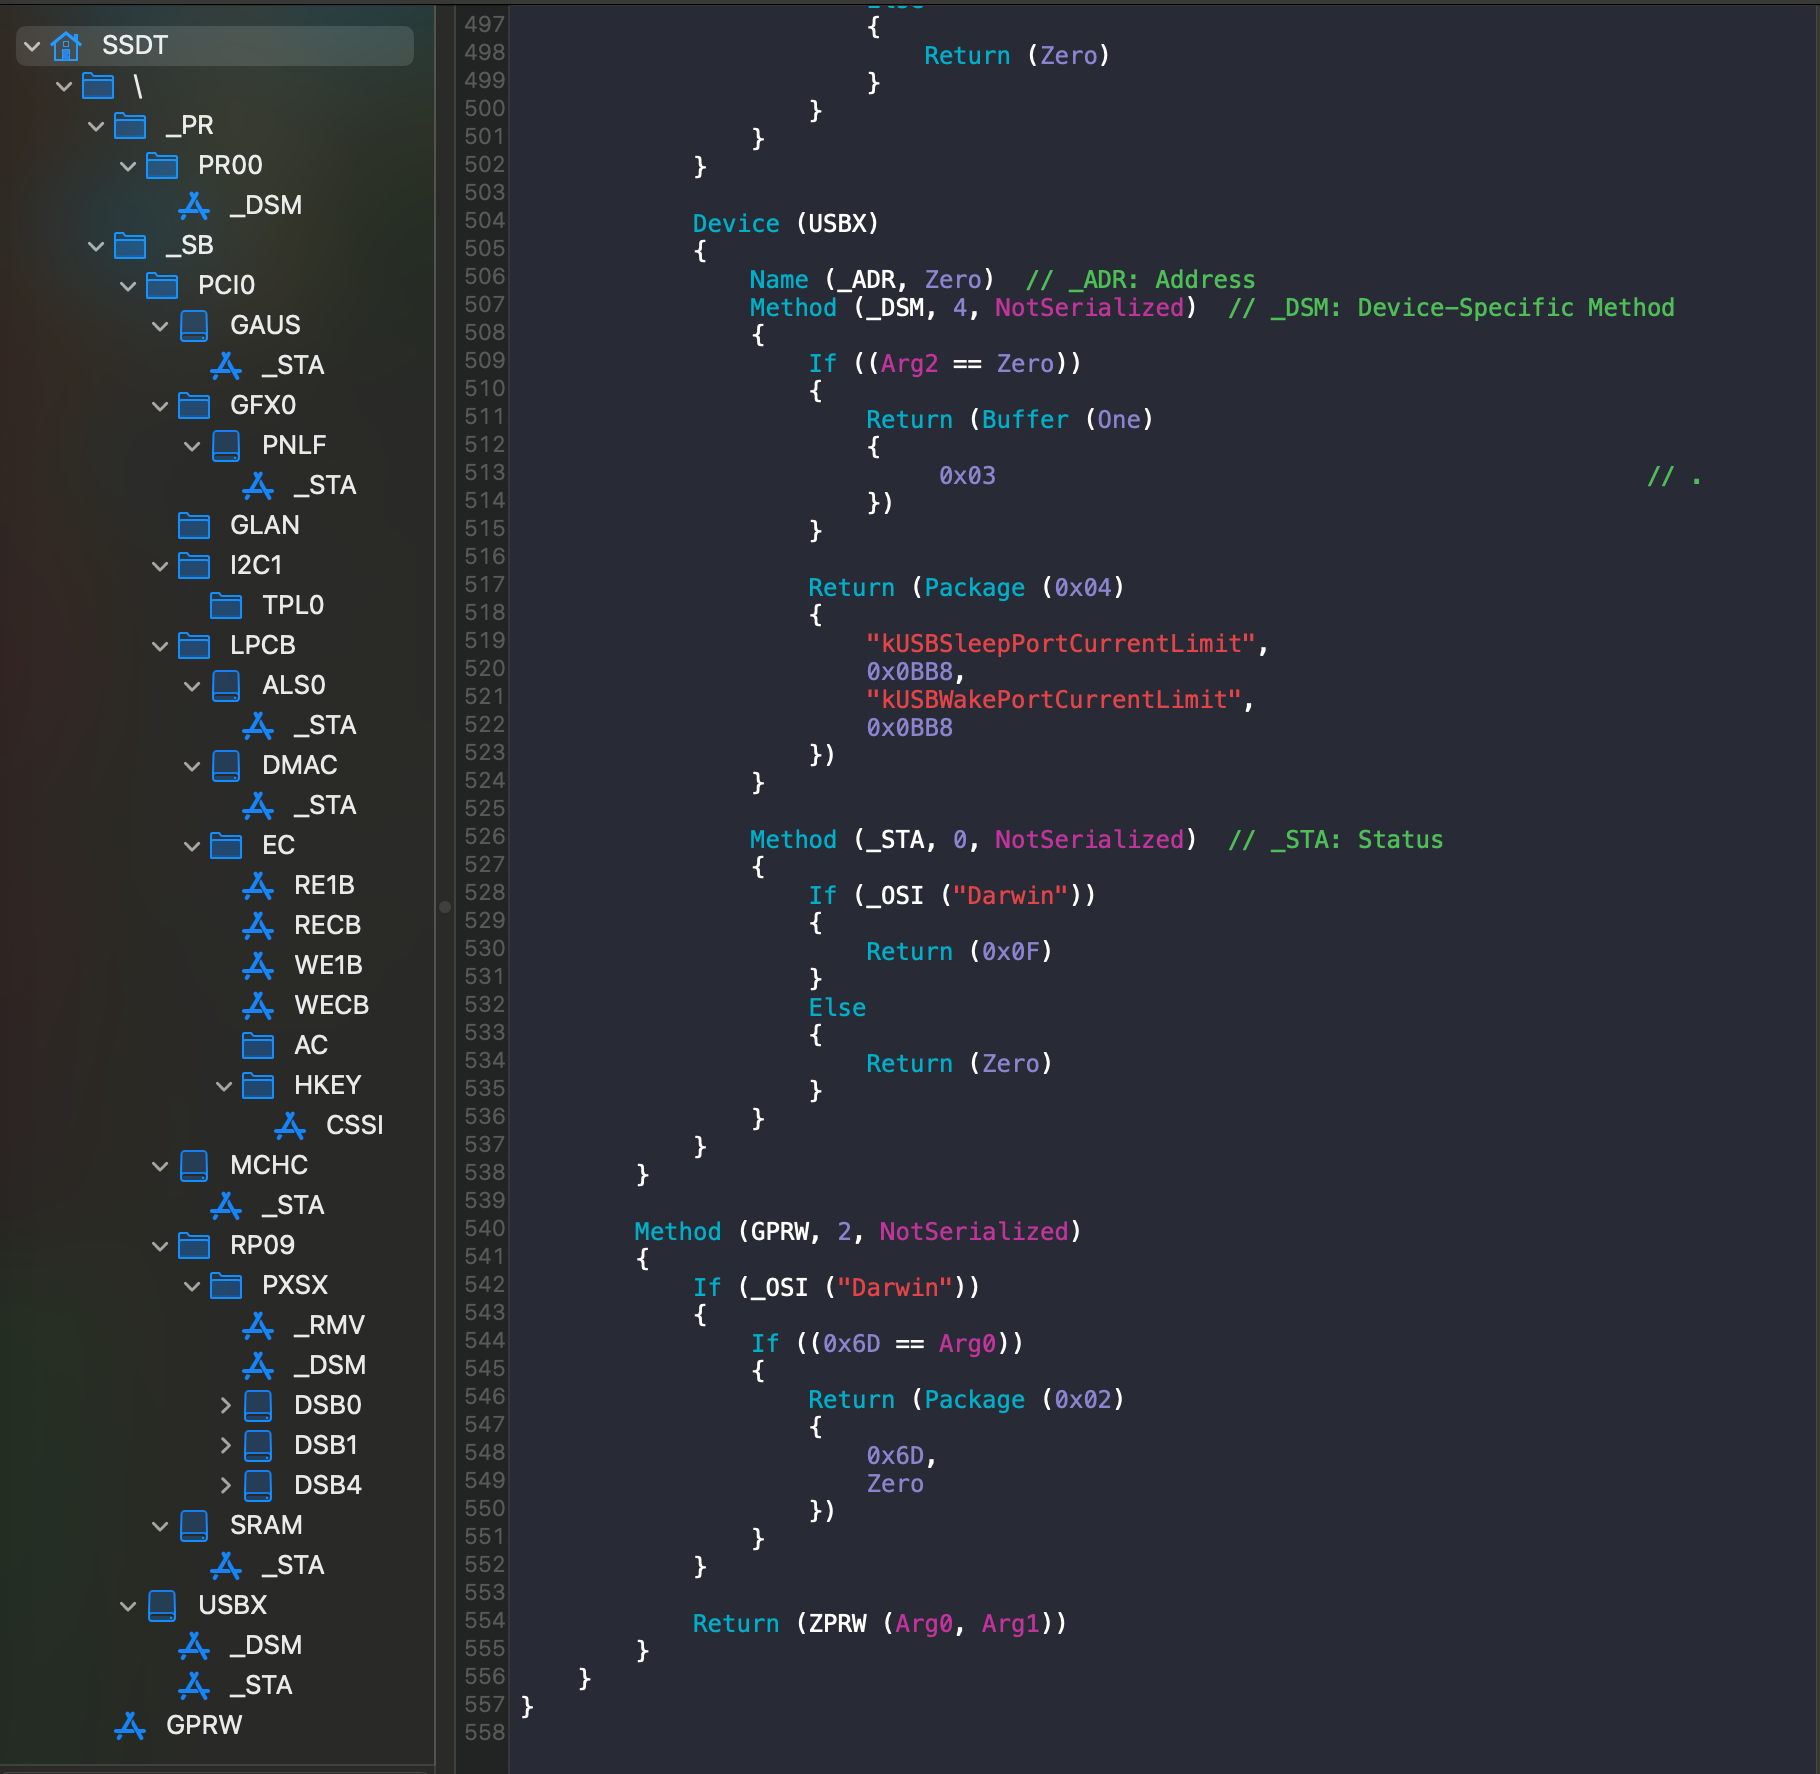 SSDT
\
_PR
PR00
_DSM
_SB
PCI0
GAUS
_STA
GFX0
PNLF
_STA
GLAN
I2C1
TPL0
LPCB
ALS0
_STA
DMAC
_STA
EC
RE1B
RECB
WE1B
WECB
AC
HKEY
CSSI
MCHC
_STA
RP09
PXSX
_RMV
_DSM
DSB0
DSB1
DSB4
SRAM
_STA
USBX
_DSM
_STA
GPRW
Else
497 {
498 Return (Zero)
499 }
500 }
501 }
502 }
503
504 Device (USBX)
505 {
506 Name (_ADR, Zero)  // _ADR: Address
507 Method (_DSM, 4, NotSerialized)  // _DSM: Device-Specific Method
508 {
509 If ((Arg2 == Zero))
510 {
511 Return (Buffer (One)
512 {
513 0x03 // .
514 })
515 }
516
517 Return (Package (0x04)
518 {
519 "kUSBSleepPortCurrentLimit",
520 0x0BB8,
521 "kUSBWakePortCurrentLimit",
522 0x0BB8
523 })
524 }
525
526 Method (_STA, 0, NotSerialized)  // _STA: Status
527 {
528 If (_OSI ("Darwin"))
529 {
530 Return (0x0F)
531 }
532 Else
533 {
534 Return (Zero)
535 }
536 }
537 }
538 }
539
540 Method (GPRW, 2, NotSerialized)
541 {
542 If (_OSI ("Darwin"))
543 {
544 If ((0x6D == Arg0))
545 {
546 Return (Package (0x02)
547 {
548 0x6D,
549 Zero
550 })
551 }
552 }
553
554 Return (ZPRW (Arg0, Arg1))
555 }
556 }
557 }
558